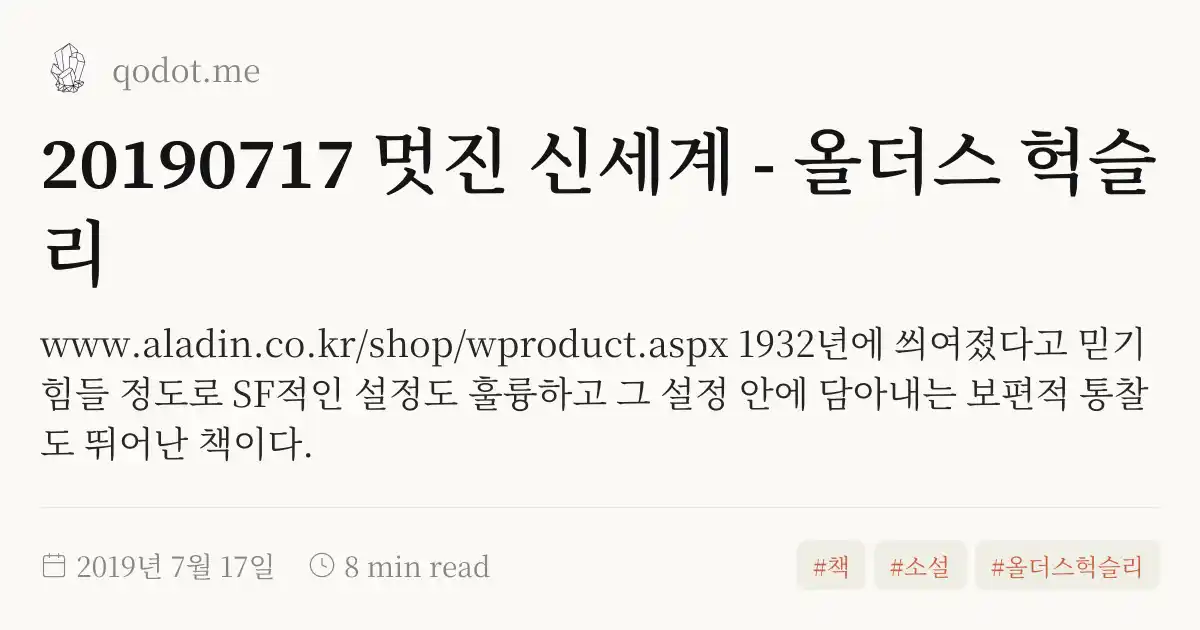 qodot.me
20190717 멋진 신세계 - 올더스 헉슬
리
www.aladin.co.kr/shop/wproduct.aspx 1932년에 씌여졌다고 믿기
힘들 정도로 SF적인 설정도 훌륭하고 그 설정 안에 담아내는 보편적 통찰
도 뛰어난 책이다.
2019년 7월 17일 8 min read #책 #소설 #올더스헉슬리